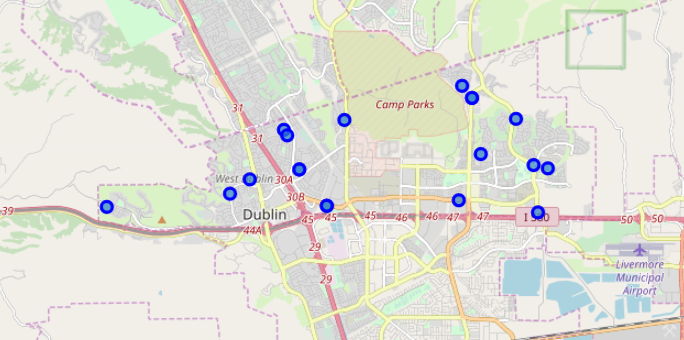 31
Camp Parks
31
West Dublin
30A
30B
39
Dublin
45
45
45
46
46
47
47
I 580
50
50
44A
29
29
Livermore
Municipal
Airport